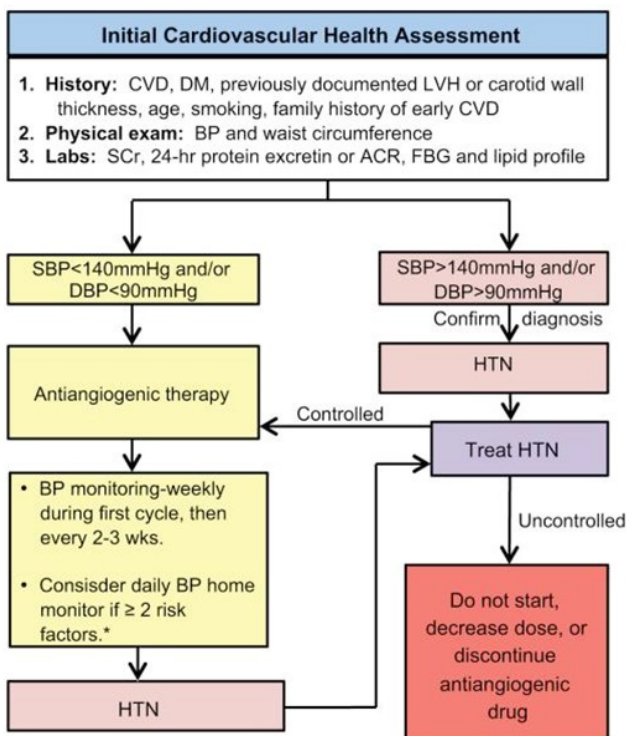 Initial Cardiovascular Health Assessment
1. History: CVD, DM, previously documented LVH or carotid wall
thickness, age, smoking, family history of early CVD
2. Physical exam: BP and waist circumference
3. Labs: SCr, 24-hr protein excretin or ACR, FBG and lipid profile
SBP<140mmHg and/or
DBP<90mmHg
SBP>140mmHg and/or
DBP>90mmHg
Confirm diagnosis
HTN
Antiangiogenic therapy
Controlled
Treat HTN
• BP monitoring-weekly
during first cycle, then
every 2-3 wks.
• Consisder daily BP home
monitor if ≥ 2 risk
factors.*
Uncontrolled
Do not start,
decrease dose, or
discontinue
antiangiogenic
drug
HTN